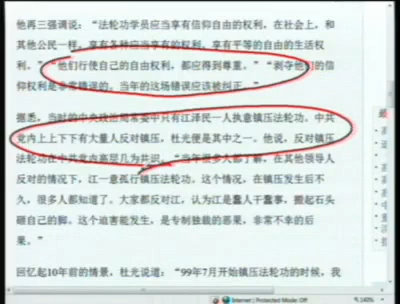 他再三强调说：“法轮功学员应当享有信仰自由的权利，在社会上，和
其他公民一样，享有各种应当享有的权利，享有平等的自由的生活权
利。”“他们行使自己的自由权利，都应得到尊重。”“剥夺他们的信
仰权利是非常错误的。当年的这场错误应该被纠正。”
据悉，当时的中央政治局常委中只有江泽民一人执意镇压法轮功。中共
党内上上下下有大量人反对镇压，杜光便是其中之一。他说，反对镇压
法轮功在中共党内高层几为共识。“当年很多人都了解，在其他领导人
反对的情况下，江一意孤行镇压法轮功。这个情况，在镇压发生后不
久，很多人都知道了。大家都反对江，认为江是蠢人干蠢事，搬起石头
砸自己的脚。这个迫害能发生，是专制独裁的恶果，非常不幸的后
果。”
回忆起10年前的情景，杜光说道：“99年7月开始镇压法轮功的时候，我
Internet | Protected Mode: Off
140%